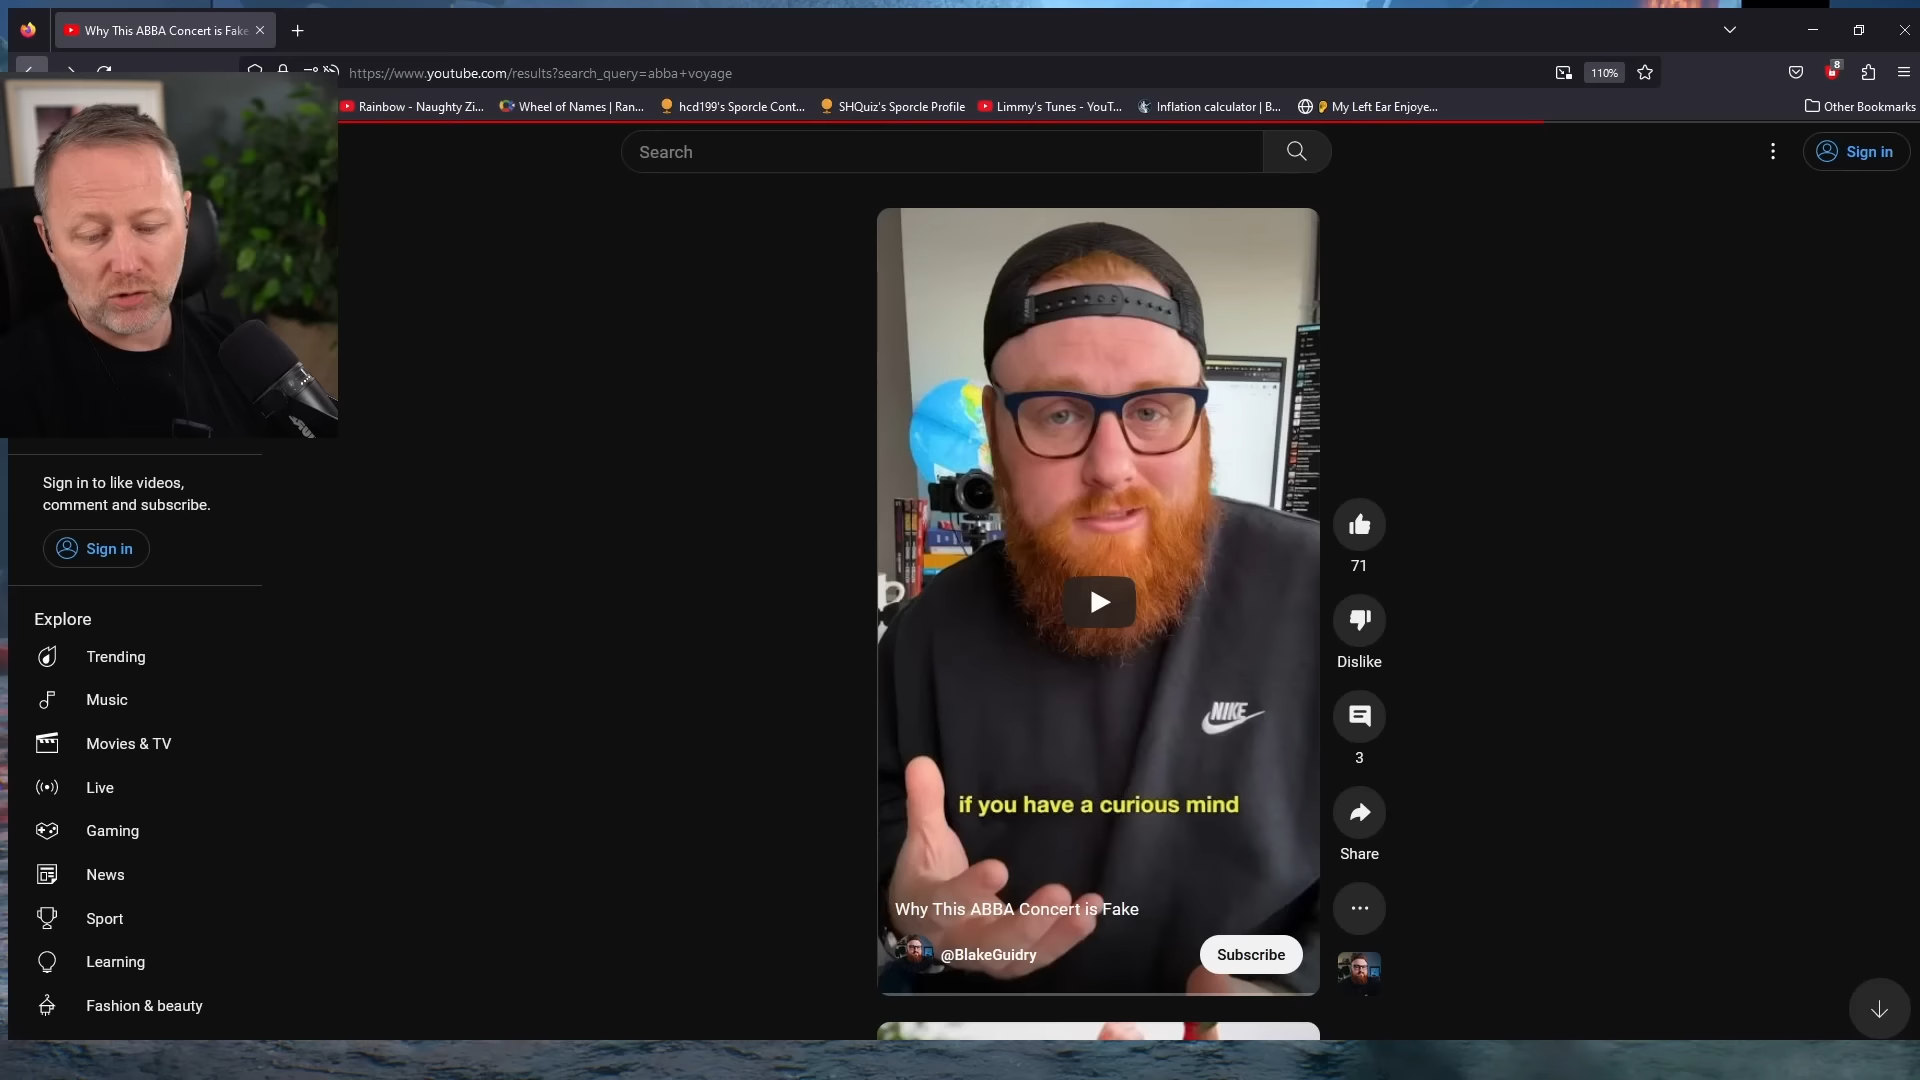 Why This ABBA Concert is Fake
https://www.youtube.com/results?search_query=abba+voyage
110%
8
Rainbow - Naughty Zi...
Wheel of Names | Ran...
hcd199's Sporcle Cont...
SHQuiz's Sporcle Profile
Limmy's Tunes - YouT...
Inflation calculator | B...
My Left Ear Enjoye...
Other Bookmarks
Search
Sign in
Sign in to like videos,
comment and subscribe.
Sign in
Explore
Trending
Music
Movies & TV
Live
Gaming
News
Sport
Learning
Fashion & beauty
NIKE
if you have a curious mind
Why This ABBA Concert is Fake
@BlakeGuidry
Subscribe
71
Dislike
3
Share